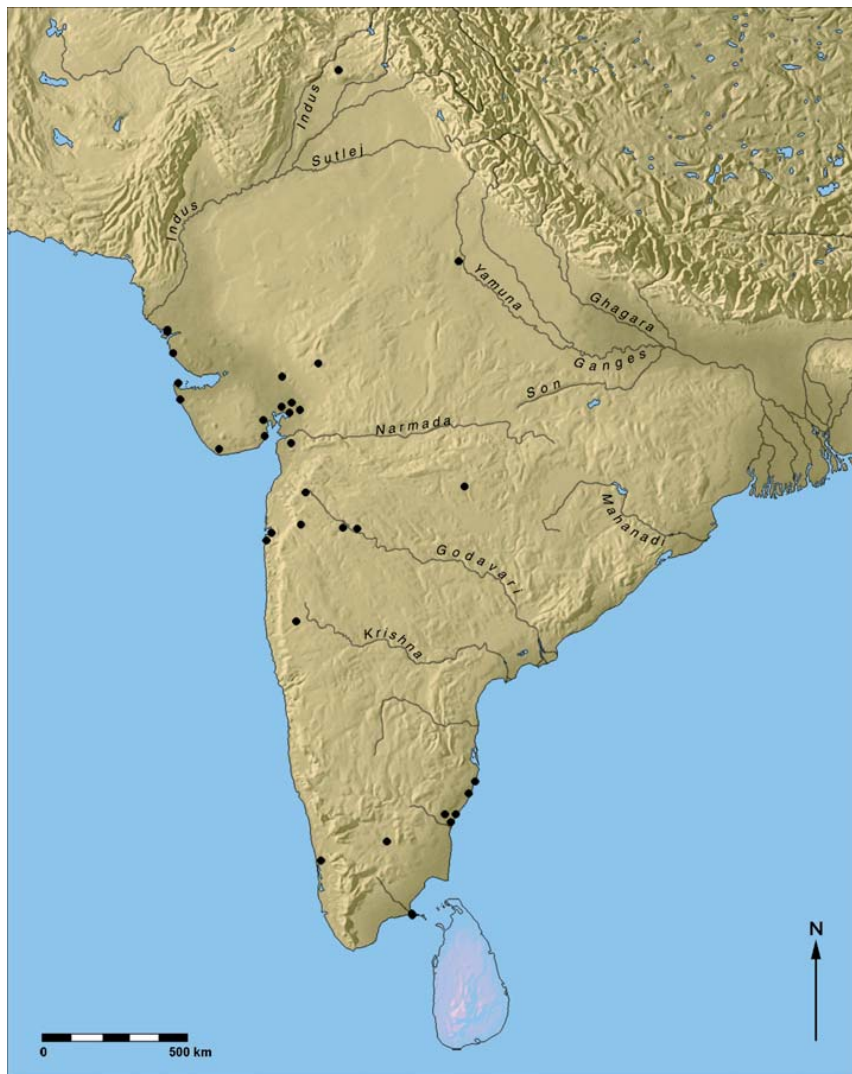 Indus
Sutlej
Indus
Yamuna
Ghagara
Ganges
Son
Narmada
Mahanadi
Godavari
Krishna
N
0 500 km